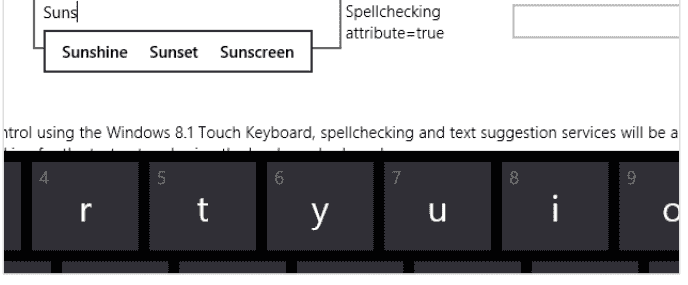 Suns
Spellchecking
attribute=true
Sunshine Sunset Sunscreen
ntrol using the Windows 8.1 Touch Keyboard, spellchecking and text suggestion services will be a
4 5 6 7 8 9
r t y u i o